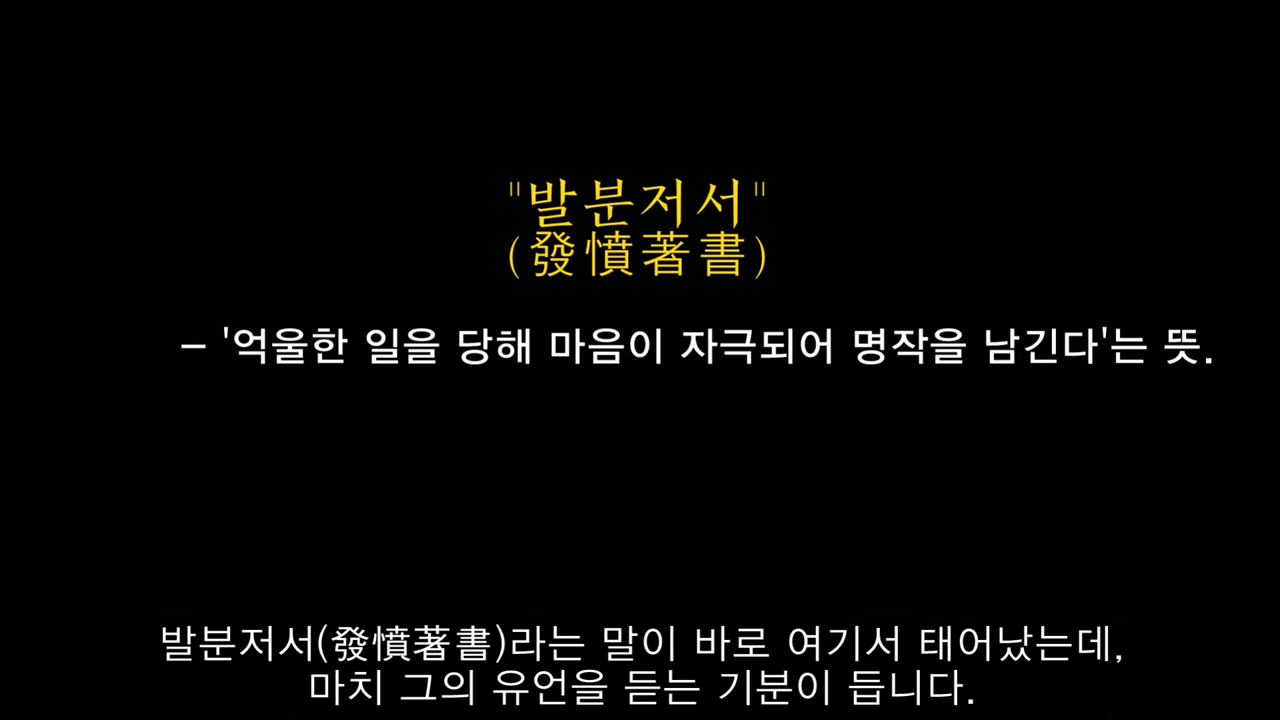 "발분저서"
(發憤著書)
– '억울한 일을 당해 마음이 자극되어 명작을 남긴다'는 뜻.
발분저서(發憤著書)라는 말이 바로 여기서 태어났는데,
마치 그의 유언을 듣는 기분이 듭니다.